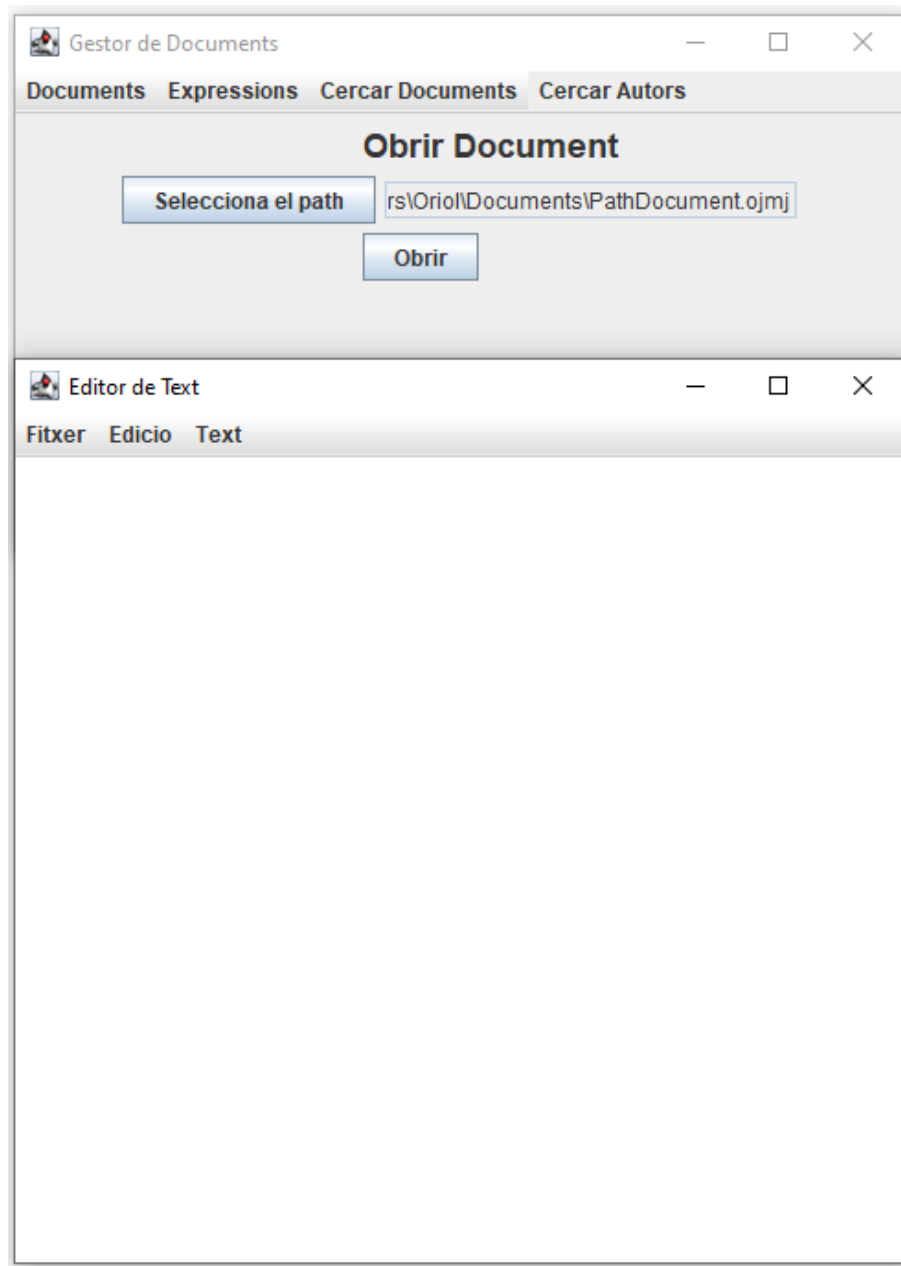 Gestor de Documents
Documents Expressions Cercar Documents Cercar Autors
Obrir Document
Selecciona el path rs\Oriol\Documents\PathDocument.ojmj
Obrir
Editor de Text
Fitxer Edicio Text